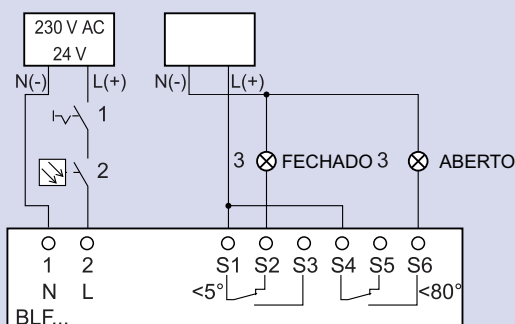 230 V AC
24 V
N(-) L(+) N(-) L(+)
1
2
3 FECHADO 3 ABERTO
1 2 S1 S2 S3 S4 S5 S6
N L <5° <80°
BLF...